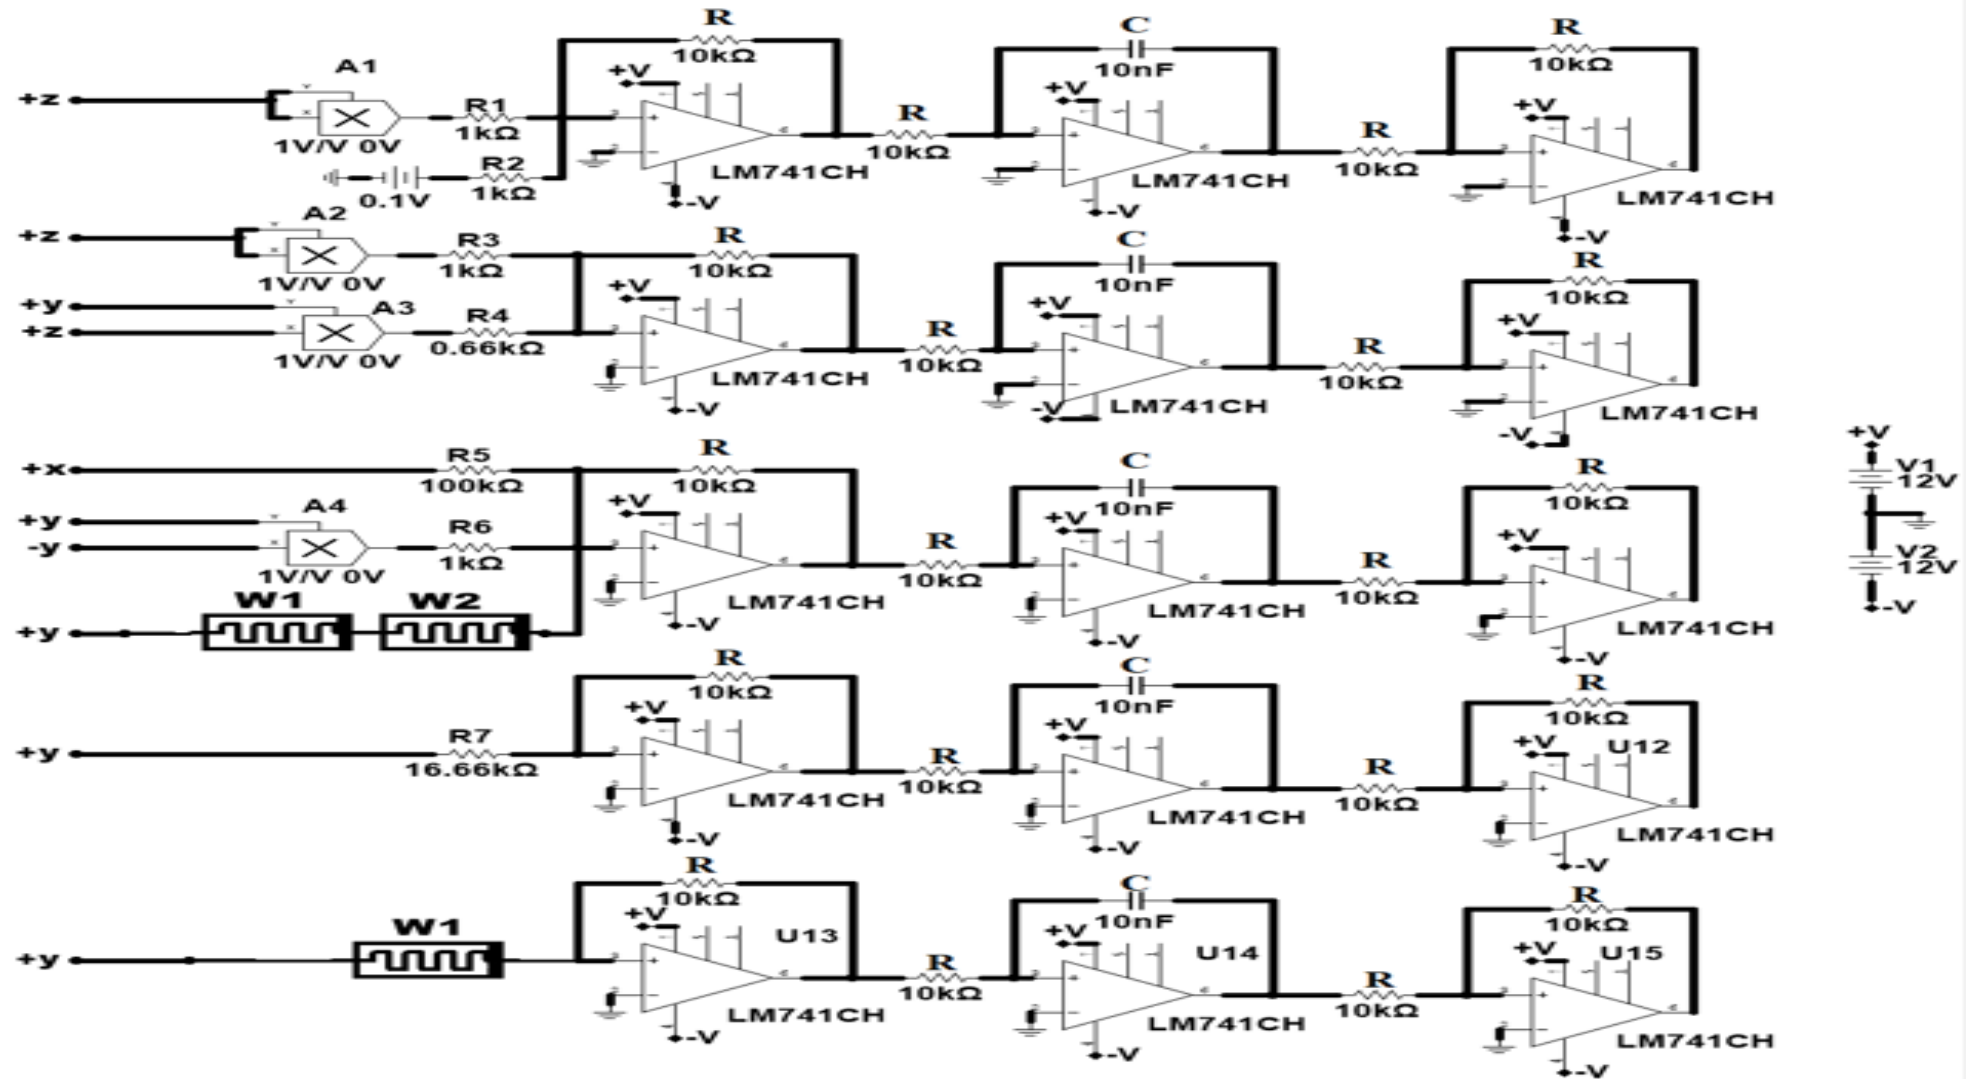 R
10kΩ
C
10nF
R
10kΩ
A1
+z
1V/V 0V
R1
1kΩ
+V
LM741CH
-V
R
10kΩ
+V
LM741CH
-V
R
10kΩ
+V
LM741CH
-V
0.1V
R2
1kΩ
A2
+z
1V/V 0V
R3
1kΩ
R
10kΩ
C
10nF
R
10kΩ
+y
+z
A3
1V/V 0V
R4
0.66kΩ
+V
LM741CH
-V
R
10kΩ
+V
LM741CH
-V
R
10kΩ
+V
LM741CH
-V
+x
R5
100kΩ
R
10kΩ
C
10nF
R
10kΩ
+y
-y
A4
1V/V 0V
R6
1kΩ
+V
LM741CH
-V
R
10kΩ
+V
LM741CH
-V
R
10kΩ
+V
LM741CH
-V
+V
V1
12V
V2
12V
-V
+y
W1
W2
R
10kΩ
C
10nF
R
10kΩ
+y
R7
16.66kΩ
+V
LM741CH
-V
R
10kΩ
+V
LM741CH
-V
R
10kΩ
+V
U12
LM741CH
-V
R
10kΩ
C
10nF
R
10kΩ
+y
W1
+V
U13
LM741CH
-V
R
10kΩ
+V
U14
LM741CH
-V
R
10kΩ
+V
U15
LM741CH
-V